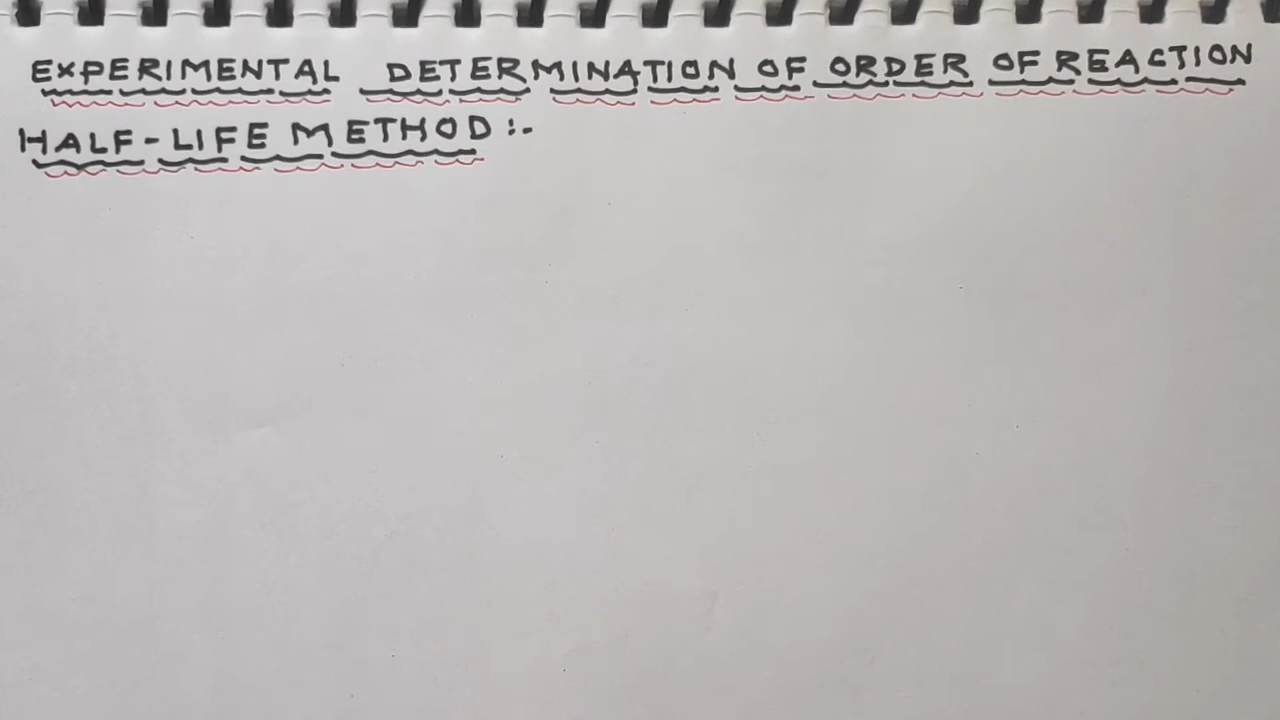 EXPERIMENTAL DETERMINATION OF ORDER OF REACTION
HALF-LIFE METHOD:-